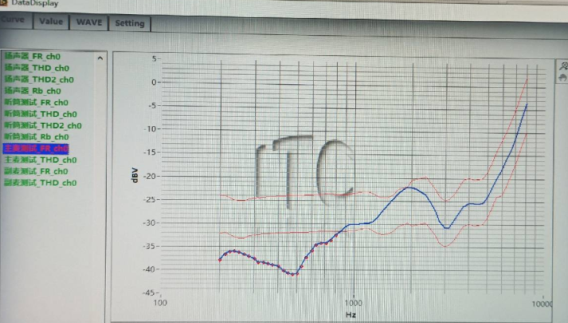 DataDisplay
Curve Value WAVE Setting
扬声器_FR_ch0
扬声器_THD_ch0
扬声器_THD2_ch0
扬声器_Rb_ch0
听筒测试_FR_ch0
听筒测试_THD_ch0
听筒测试_THD2_ch0
听筒测试_Rb_ch0
主麦测试_FR_ch0
主麦测试_THD_ch0
副麦测试_FR_ch0
副麦测试_THD_ch0
5
0
-5
-10
-15
-20
-25
-30
-35
-40
-45
dBV
ITC
100
1000
10000
Hz